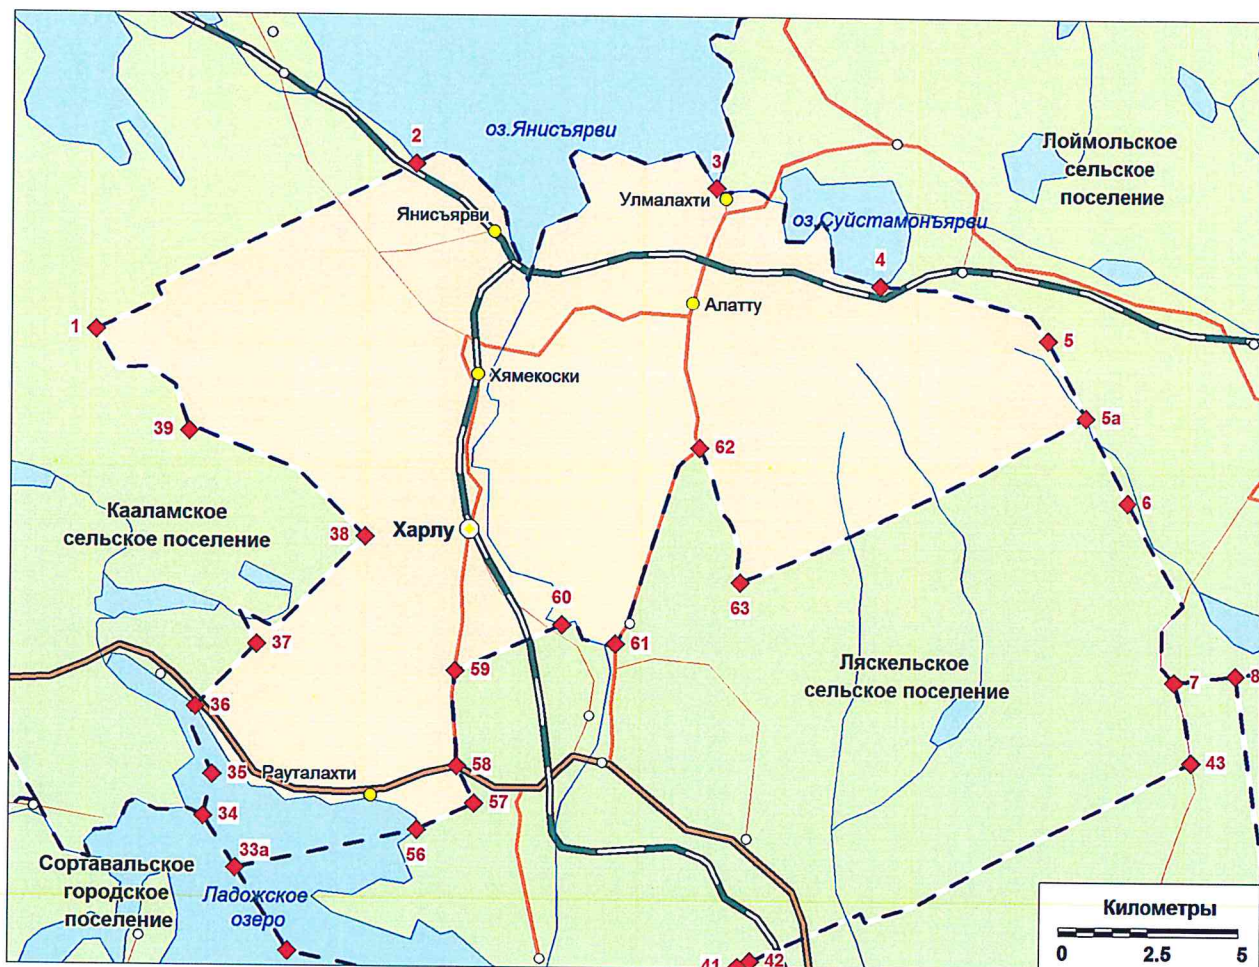 2
оз.Янисъярви
Лоймольское
сельское
поселение
3
Улмалахти
Янисъярви
оз.Суйстамонъярви
4
Алатту
1
5
Хямекоски
5а
39
62
6
Кааламское
сельское поселение
38
Харлу
63
60
37
61
59
Ляскельское
сельское поселение
7
8
36
58
35
Рауталахти
43
57
34
56
33а
Сортавальское
городское
поселение
Ладожское
озеро
Километры
0
2.5
5
41
42